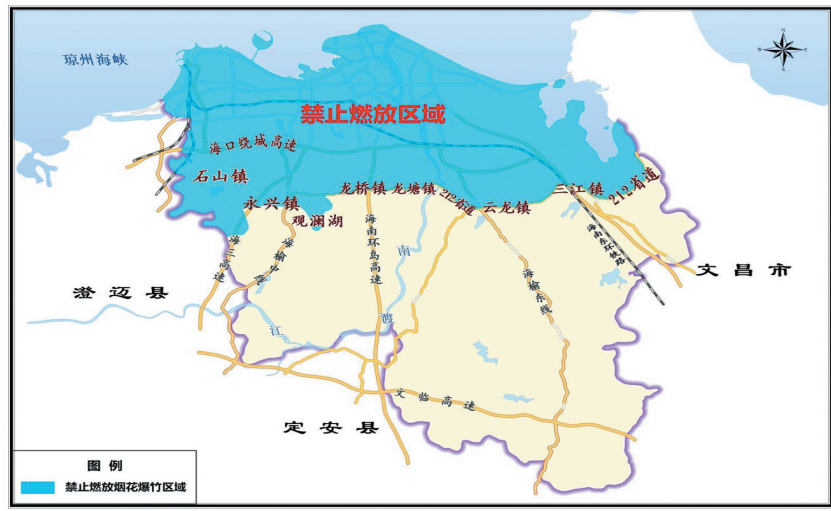 琼州海峡
禁止燃放区域
海口绕城高速
石山镇
龙桥镇
龙塘镇
212省道
云龙镇
三江镇
212省道
永兴镇
观澜湖
海三高速
海榆中线
海南环岛高速
南
渡
江
海榆东线
海南东环铁路
文昌市
澄迈县
文临高速
定安县
图例
禁止燃放烟花爆竹区域